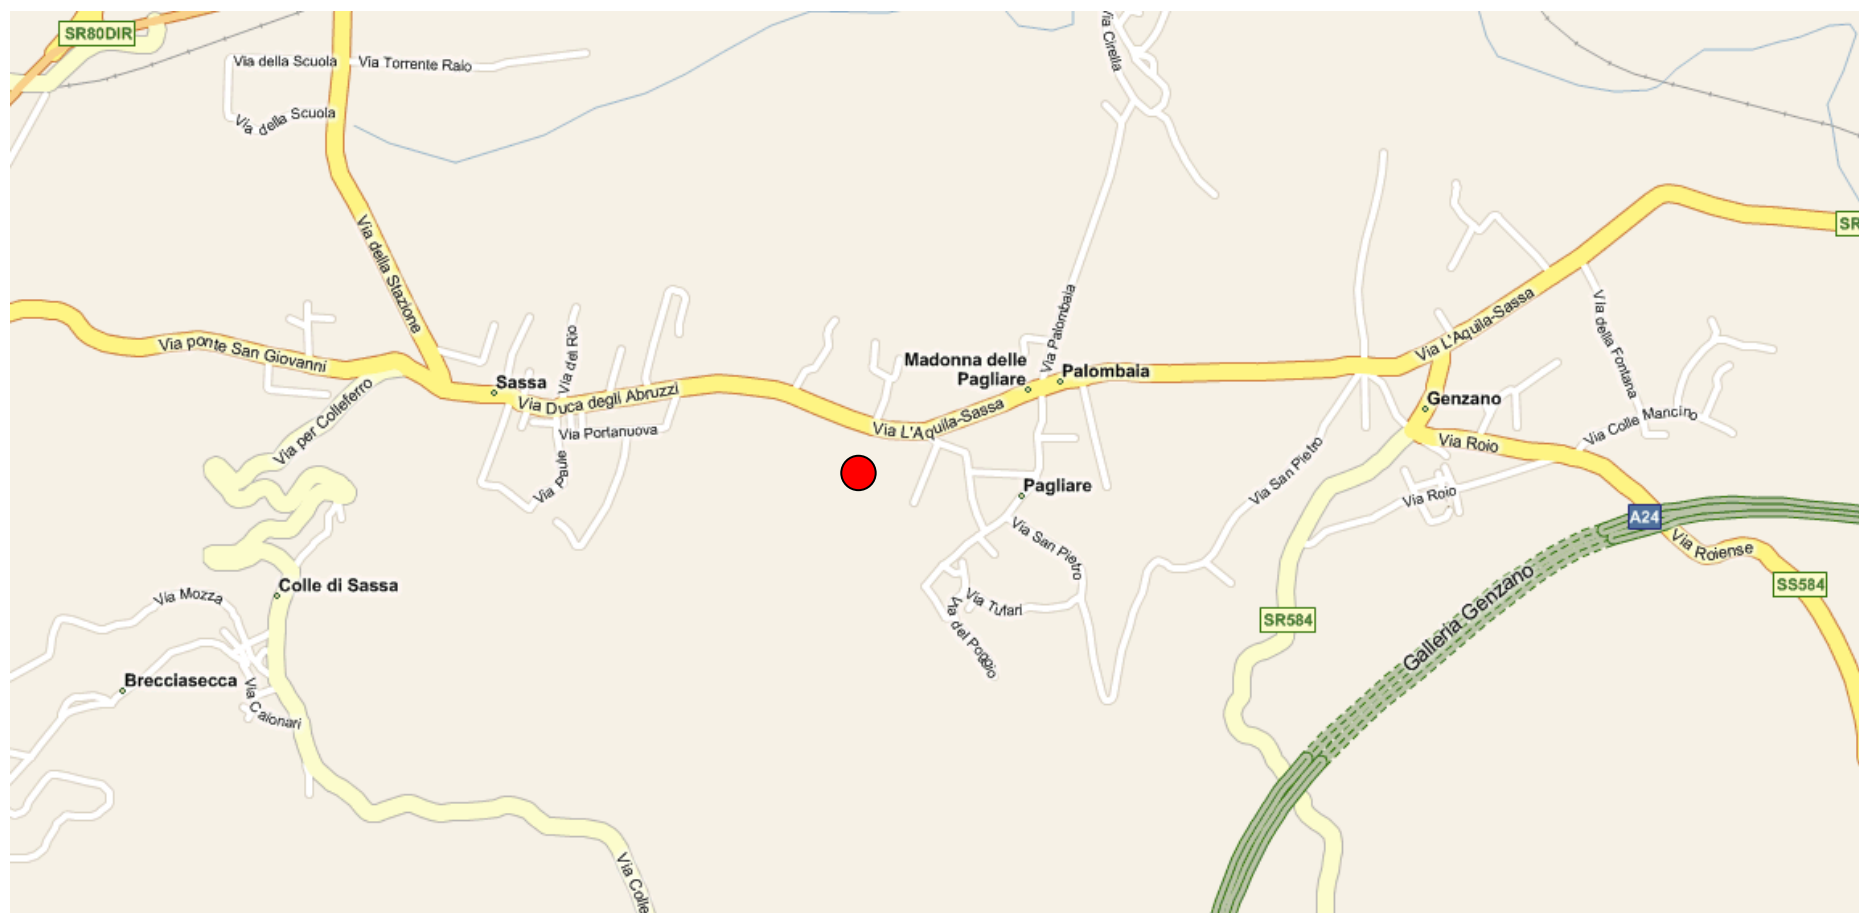 SR80DIR
Via della Scuola
Via Torrente Raio
Via Cirella
Via della Scuola
SR
Via della Stazione
Via Palombaia
Via L'Aquila-Sassa
Via della Fontana
Via ponte San Giovanni
Via del Rio
Madonna delle
Pagliare
Palombaia
Sassa
Via Duca degli Abruzzi
Genzano
Via per Colleferro
Via L'Aquila-Sassa
Via Colle Mancino
Via Portanuova
Via Roio
Via San Pietro
Via Paule
Pagliare
Via Roio
A24
Via San Pietro
Via Roiense
Colle di Sassa
SS584
Via Mozza
Via Tufari
SR584
Galleria Genzano
Via del Poggio
Brecciasecca
Via Caionari
Via Colle